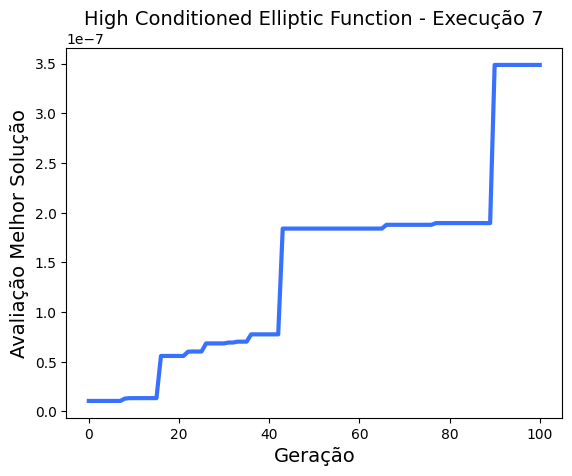 High Conditioned Elliptic Function - Execução 7
1e−7
3.5
3.0
2.5
2.0
1.5
1.0
0.5
0.0
Avaliação Melhor Solução
0 20 40 60 80 100
Geração